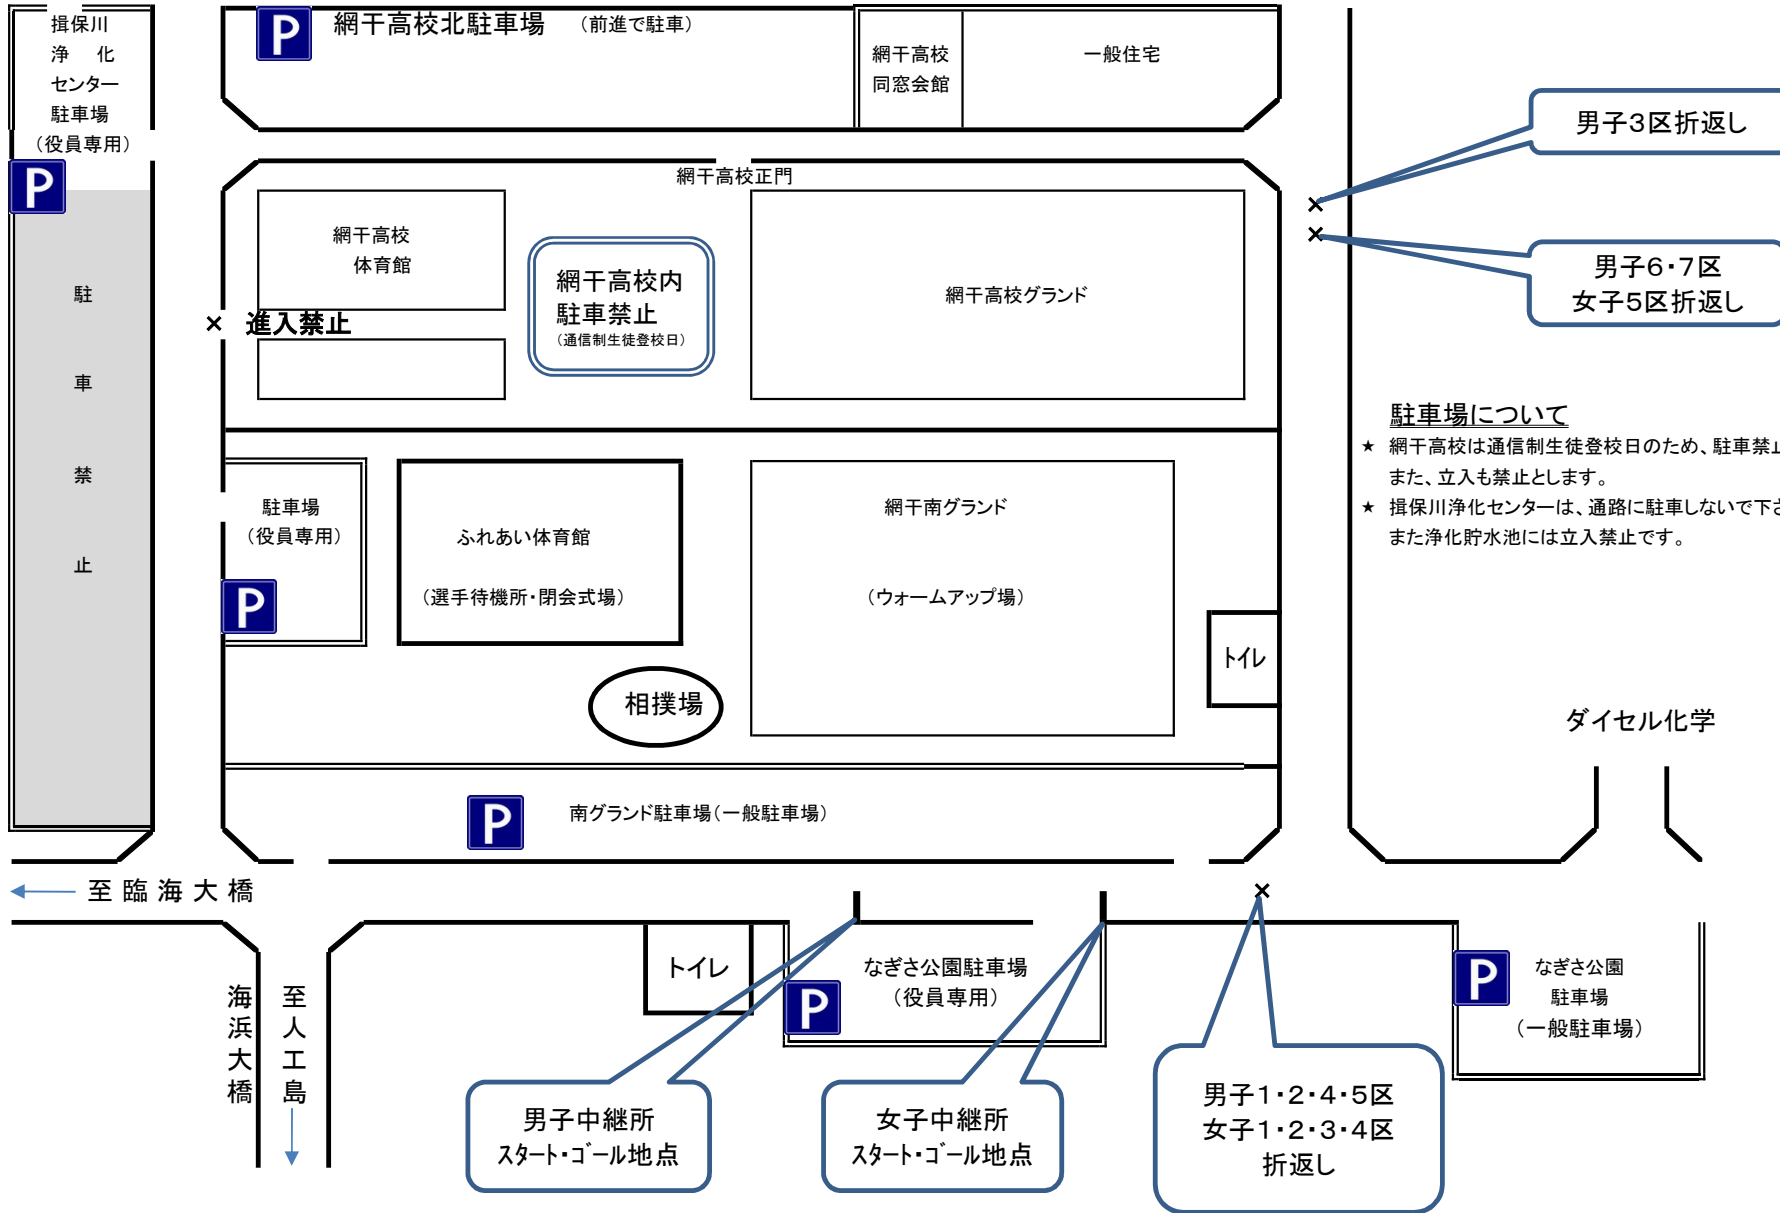 揖保川
浄　化
センター
駐車場
（役員専用）
P
P
網干高校北駐車場　（前進で駐車）
網干高校
同窓会館
一般住宅
男子3区折返し
網干高校正門
網干高校
体育館
網干高校内
駐車禁止
（通信制生徒登校日）
網干高校グランド
男子6・7区
女子5区折返し
× 進入禁止
×
×
駐
車
禁
止
駐車場について
★ 網干高校は通信制生徒登校日のため、駐車禁止
また、立入も禁止とします。
★ 揖保川浄化センターは、通路に駐車しないで下さ
また浄化貯水池には立入禁止です。
駐車場
（役員専用）
P
ふれあい体育館
（選手待機所・閉会式場）
網干南グランド
（ウォームアップ場）
トイレ
相撲場
ダイセル化学
P
南グランド駐車場（一般駐車場）
至臨海大橋
×
トイレ
P
なぎさ公園駐車場
（役員専用）
P
なぎさ公園
駐車場
（一般駐車場）
海浜大橋
至人工島
男子中継所
スタート・ゴール地点
女子中継所
スタート・ゴール地点
男子1・2・4・5区
女子1・2・3・4区
折返し